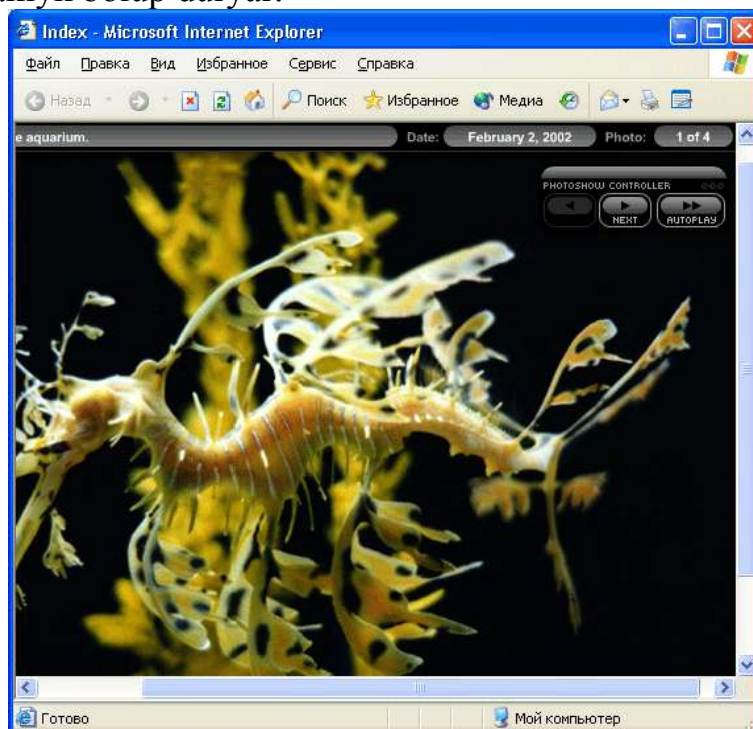 Index - Microsoft Internet Explorer
Файл Правка Вид Избранное Сервис Справка
Назад Поиск Избранное Медиа
e aquarium. Date: February 2, 2002 Photo: 1 of 4
PHOTOSHOW CONTROLLER
NEXT AUTOPLAY
Готово Мой компьютер